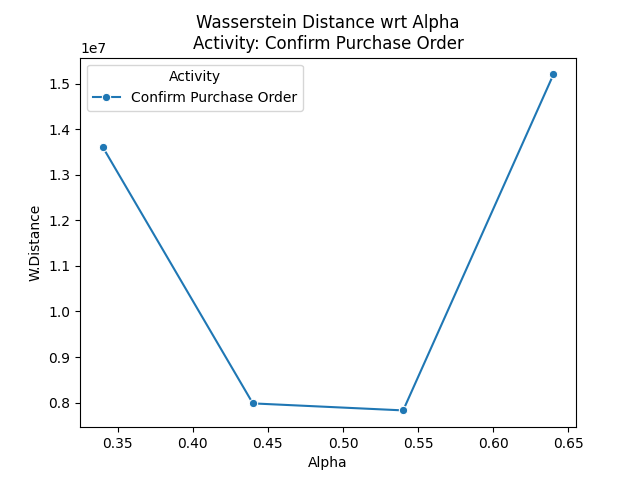 Wasserstein Distance wrt Alpha
Activity: Confirm Purchase Order
1e7
Activity
Confirm Purchase Order
1.5
1.4
1.3
1.2
1.1
1.0
0.9
0.8
W.Distance
0.35 0.40 0.45 0.50 0.55 0.60 0.65
Alpha